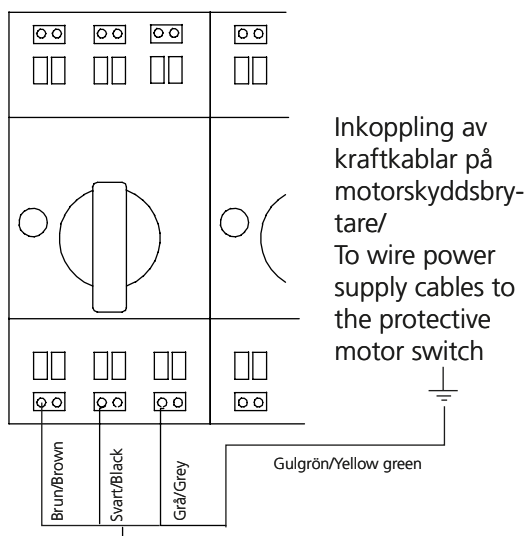 Inkoppling av
kraftkablar på
motorskyddsbry-
tare/
To wire power
supply cables to
the protective
motor switch
Brun/Brown
Svart/Black
Grå/Grey
Gulgrön/Yellow green